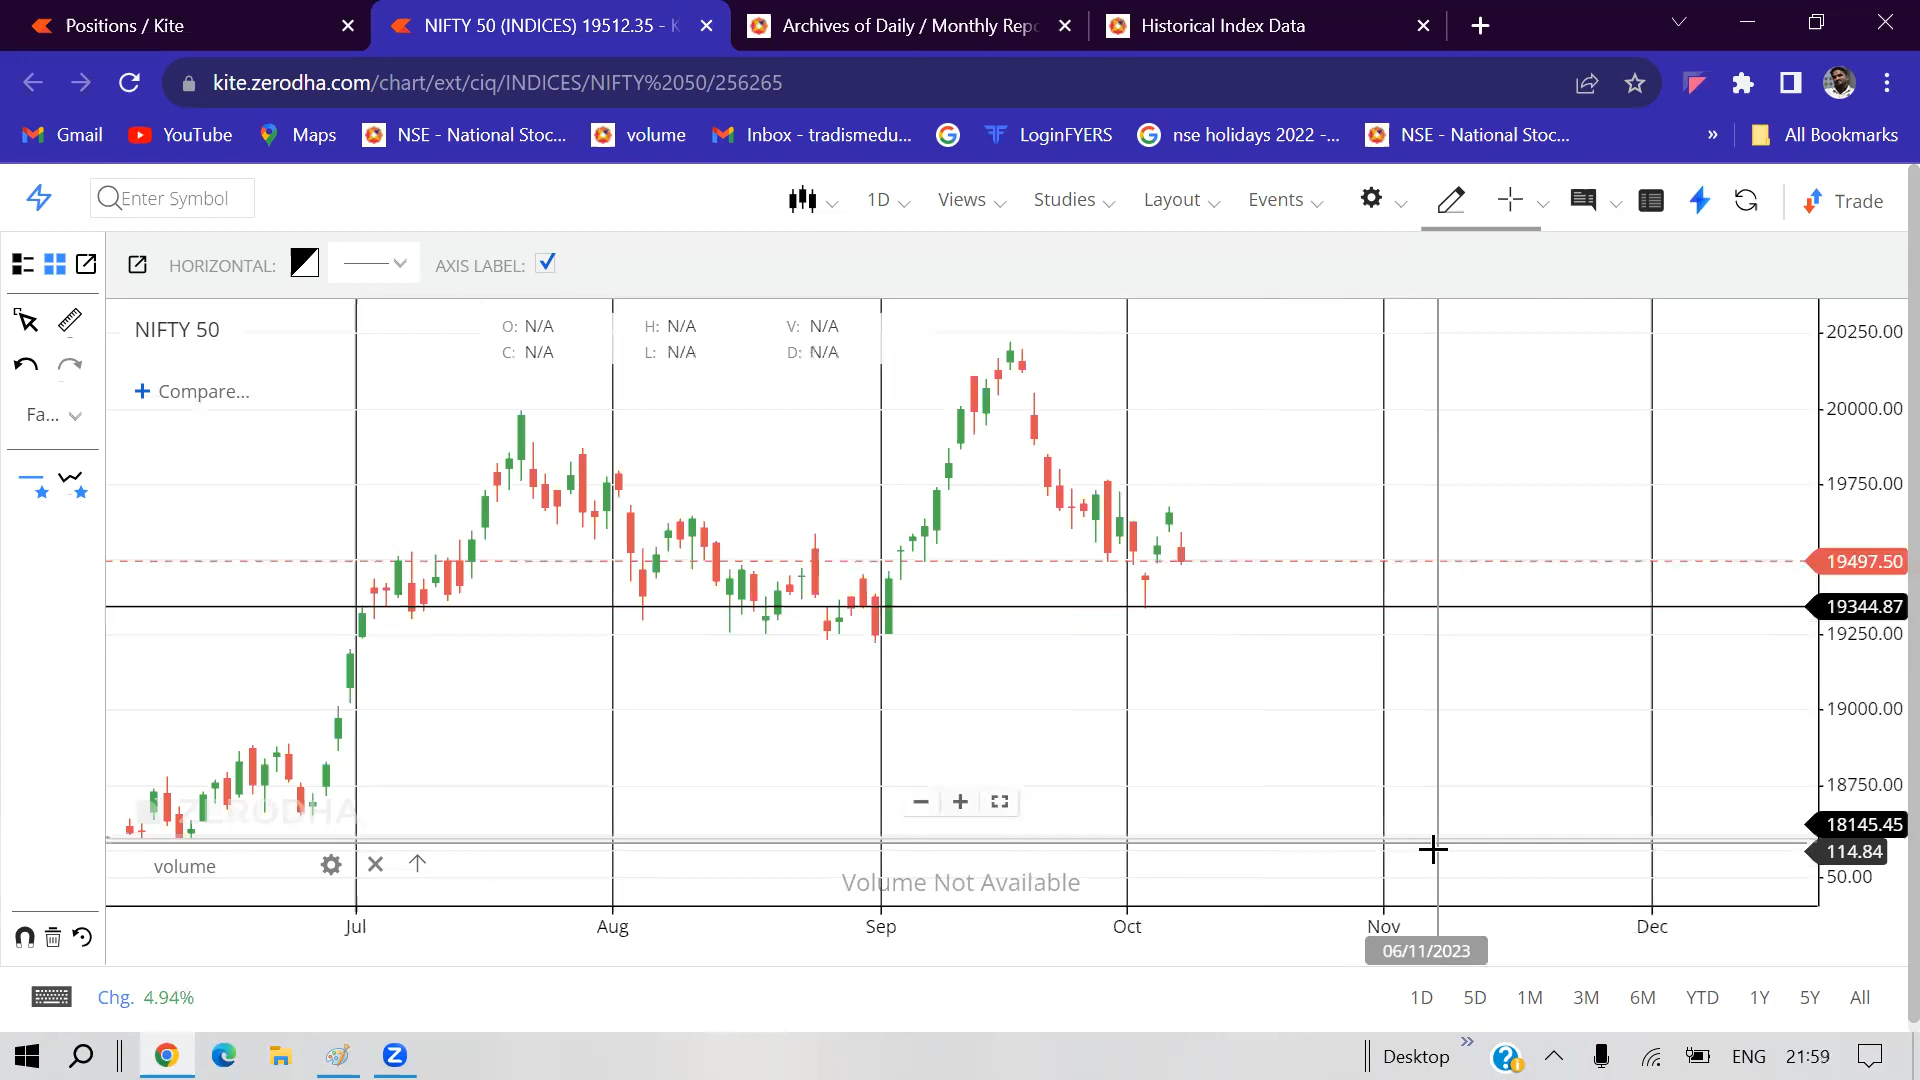 Positions / Kite
NIFTY 50 (INDICES) 19512.35 - K
Archives of Daily / Monthly Repo
Historical Index Data
kite.zerodha.com/chart/ext/ciq/INDICES/NIFTY%2050/256265
Gmail
YouTube
Maps
NSE - National Stoc...
volume
Inbox - tradismedu...
LoginFYERS
nse holidays 2022 -...
NSE - National Stoc...
»
All Bookmarks
Enter Symbol
1D
Views
Studies
Layout
Events
Trade
HORIZONTAL:
AXIS LABEL:
NIFTY 50
O: N/A
H: N/A
V: N/A
C: N/A
L: N/A
D: N/A
+ Compare...
Fa...
20250.00
20000.00
19750.00
19497.50
19344.87
19250.00
19000.00
18750.00
ZERODHA
18145.45
114.84
50.00
volume
Volume Not Available
Jul
Aug
Sep
Oct
Nov
Dec
06/11/2023
Chg. 4.94%
1D
5D
1M
3M
6M
YTD
1Y
5Y
All
Desktop
»
ENG
21:59